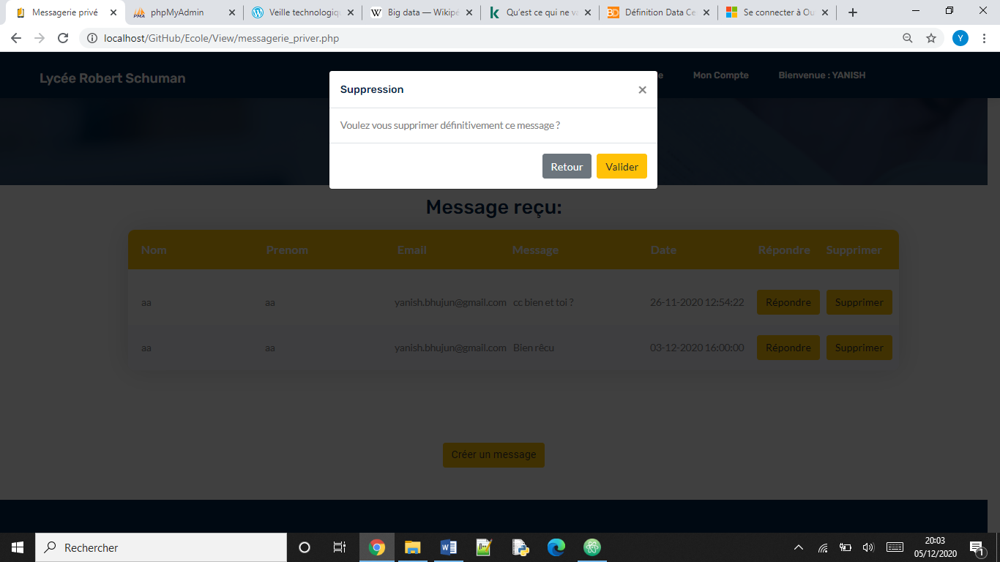 Messagerie privé
phpMyAdmin
Veille technologiqu
Big data — Wikipé
Qu'est ce qui ne va
Définition Data Ce
Se connecter à Ou
localhost/GitHub/Ecole/View/messagerie_priver.php
Y
Lycée Robert Schuman
Mon Compte
Bienvenue : YANISH
Suppression
Voulez vous supprimer définitivement ce message ?
Retour Valider
Message reçu:
Nom Prenom Email Message Date Répondre Supprimer
aa aa yanish.bhujun@gmail.com cc bien et toi ? 26-11-2020 12:54:22 Répondre Supprimer
aa aa yanish.bhujun@gmail.com Bien rêcu 03-12-2020 16:00:00 Répondre Supprimer
Créer un message
Rechercher
20:03
05/12/2020
1